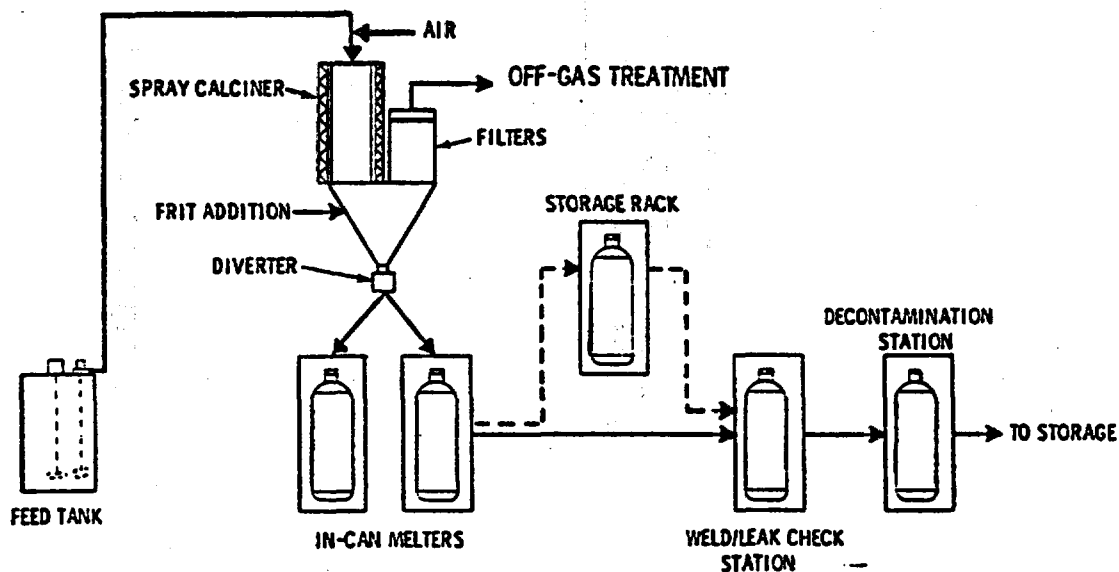 AIR
SPRAY CALCINER
OFF-GAS TREATMENT
FILTERS
FRIT ADDITION
STORAGE RACK
DIVERTER
DECONTAMINATION
STATION
TO STORAGE
FEED TANK
IN-CAN MELTERS
WELD/LEAK CHECK
STATION